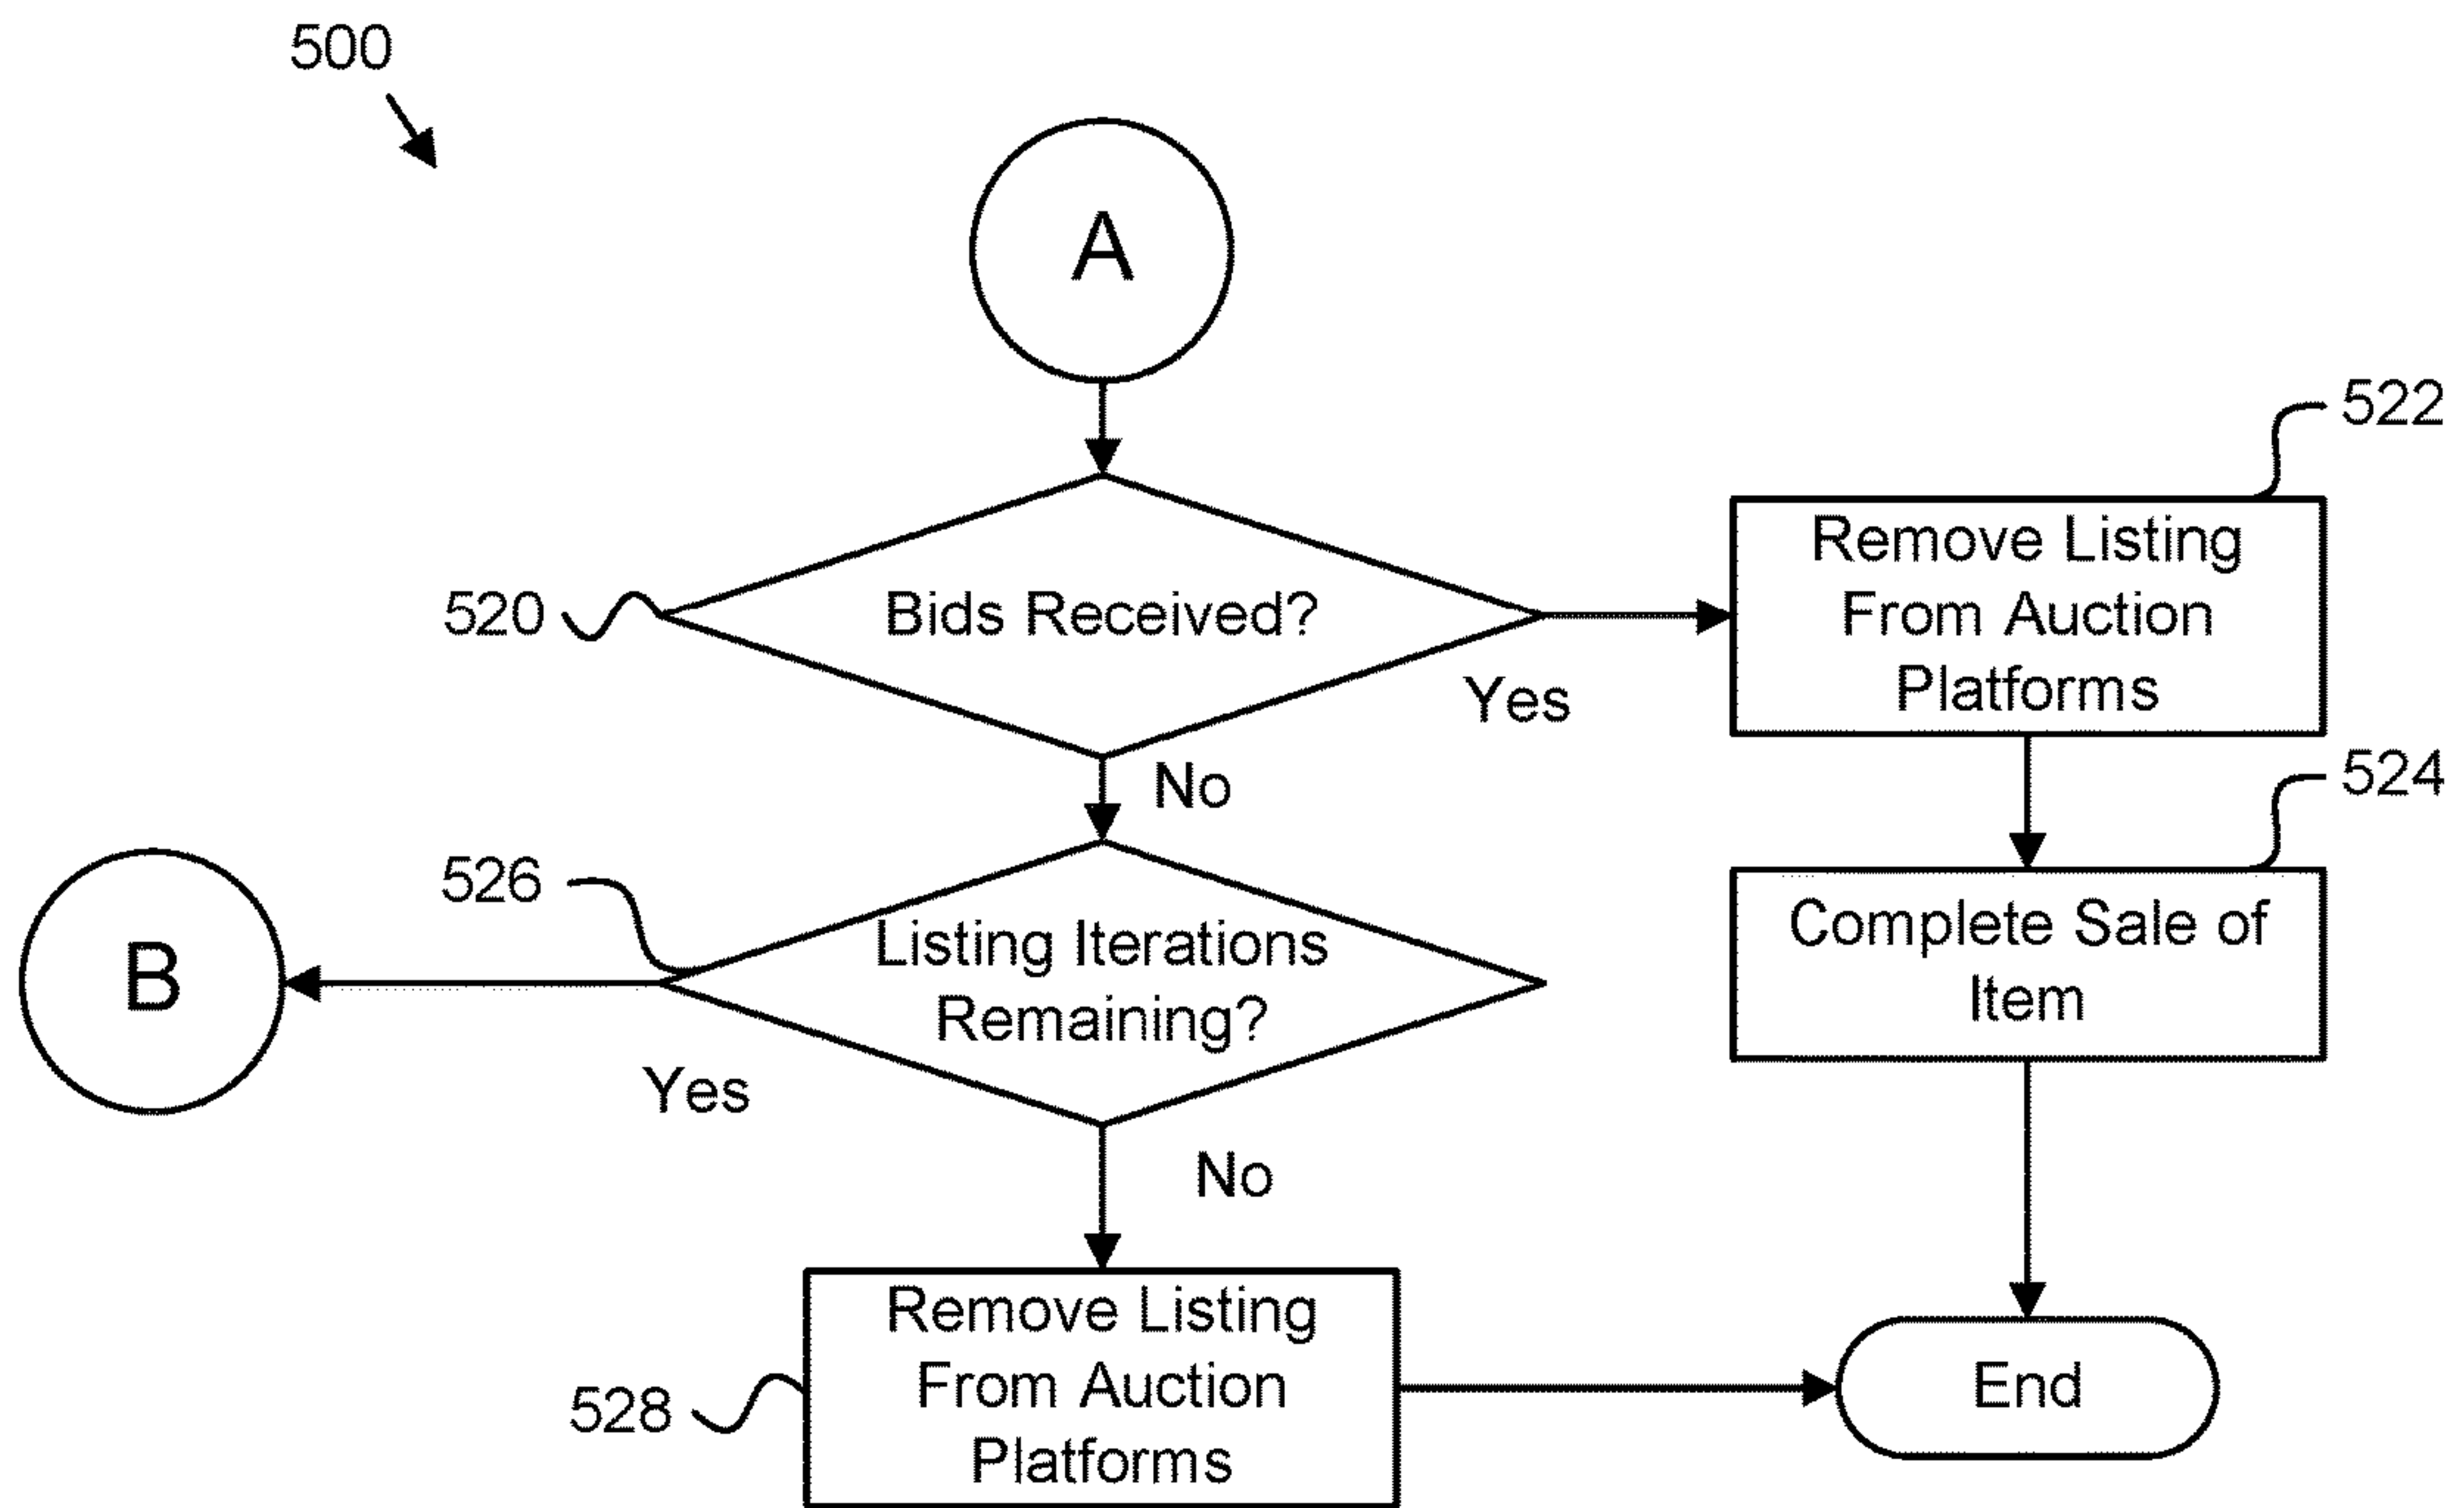 500
A
520
Bids Received?
Yes
No
522
Remove Listing
From Auction
Platforms
524
Complete Sale of
Item
B
526
Listing Iterations
Remaining?
Yes
No
528
Remove Listing
From Auction
Platforms
End